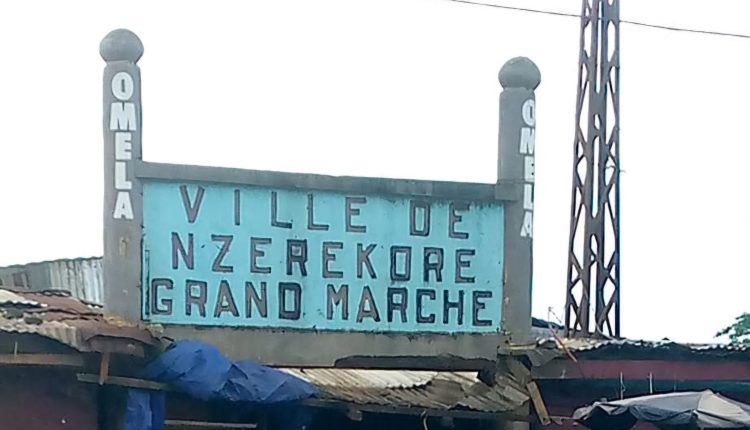 OMELA
VILLE DE
NZEREKORE
GRAND MARCHE
OMELA